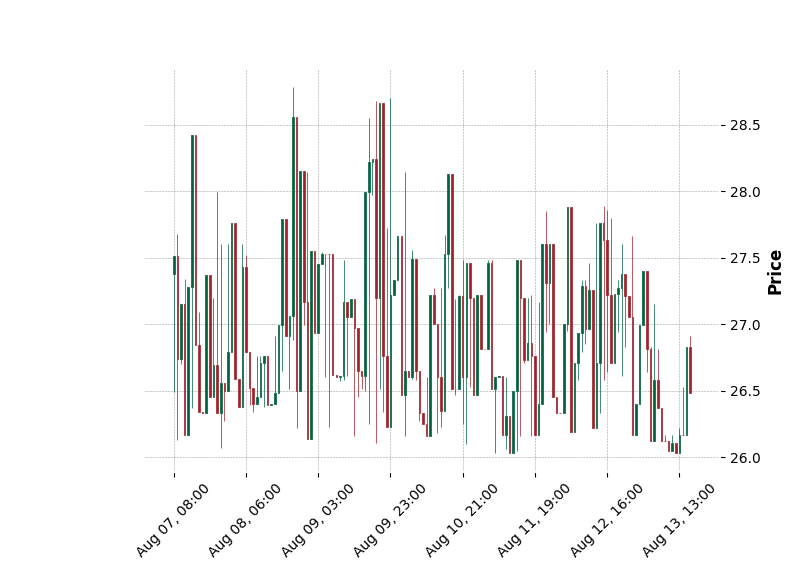 28.5
28.0
27.5
27.0
26.5
26.0
Price
Aug 07, 08:00
Aug 08, 06:00
Aug 09, 03:00
Aug 09, 23:00
Aug 10, 21:00
Aug 11, 19:00
Aug 12, 16:00
Aug 13, 13:00